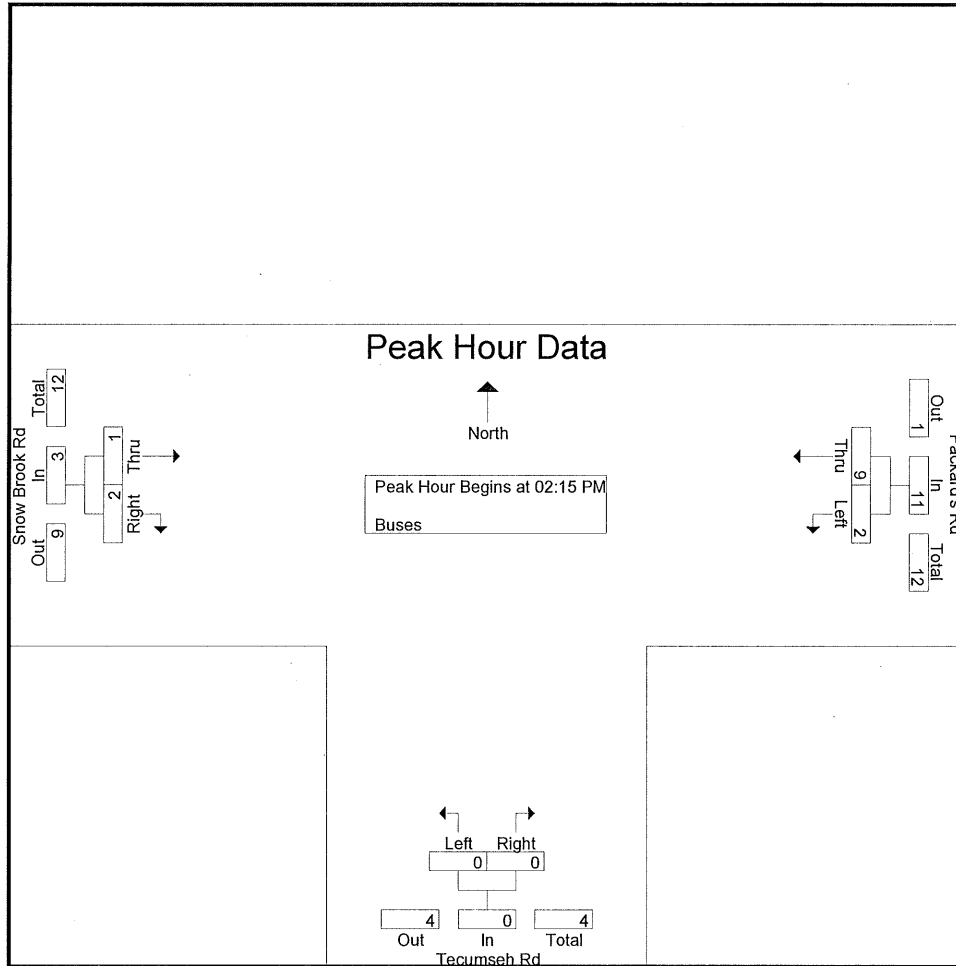 Peak Hour Data
North
Peak Hour Begins at 02:15 PM
Buses
Snow Brook Rd
Total
12
In
3
Out
9
1
Thru
2
Right
Packard's Rd
Out
1
In
11
Total
12
Thru
9
Left
2
Left Right
0 0
4 0 4
Out In Total
Tecumseh Rd